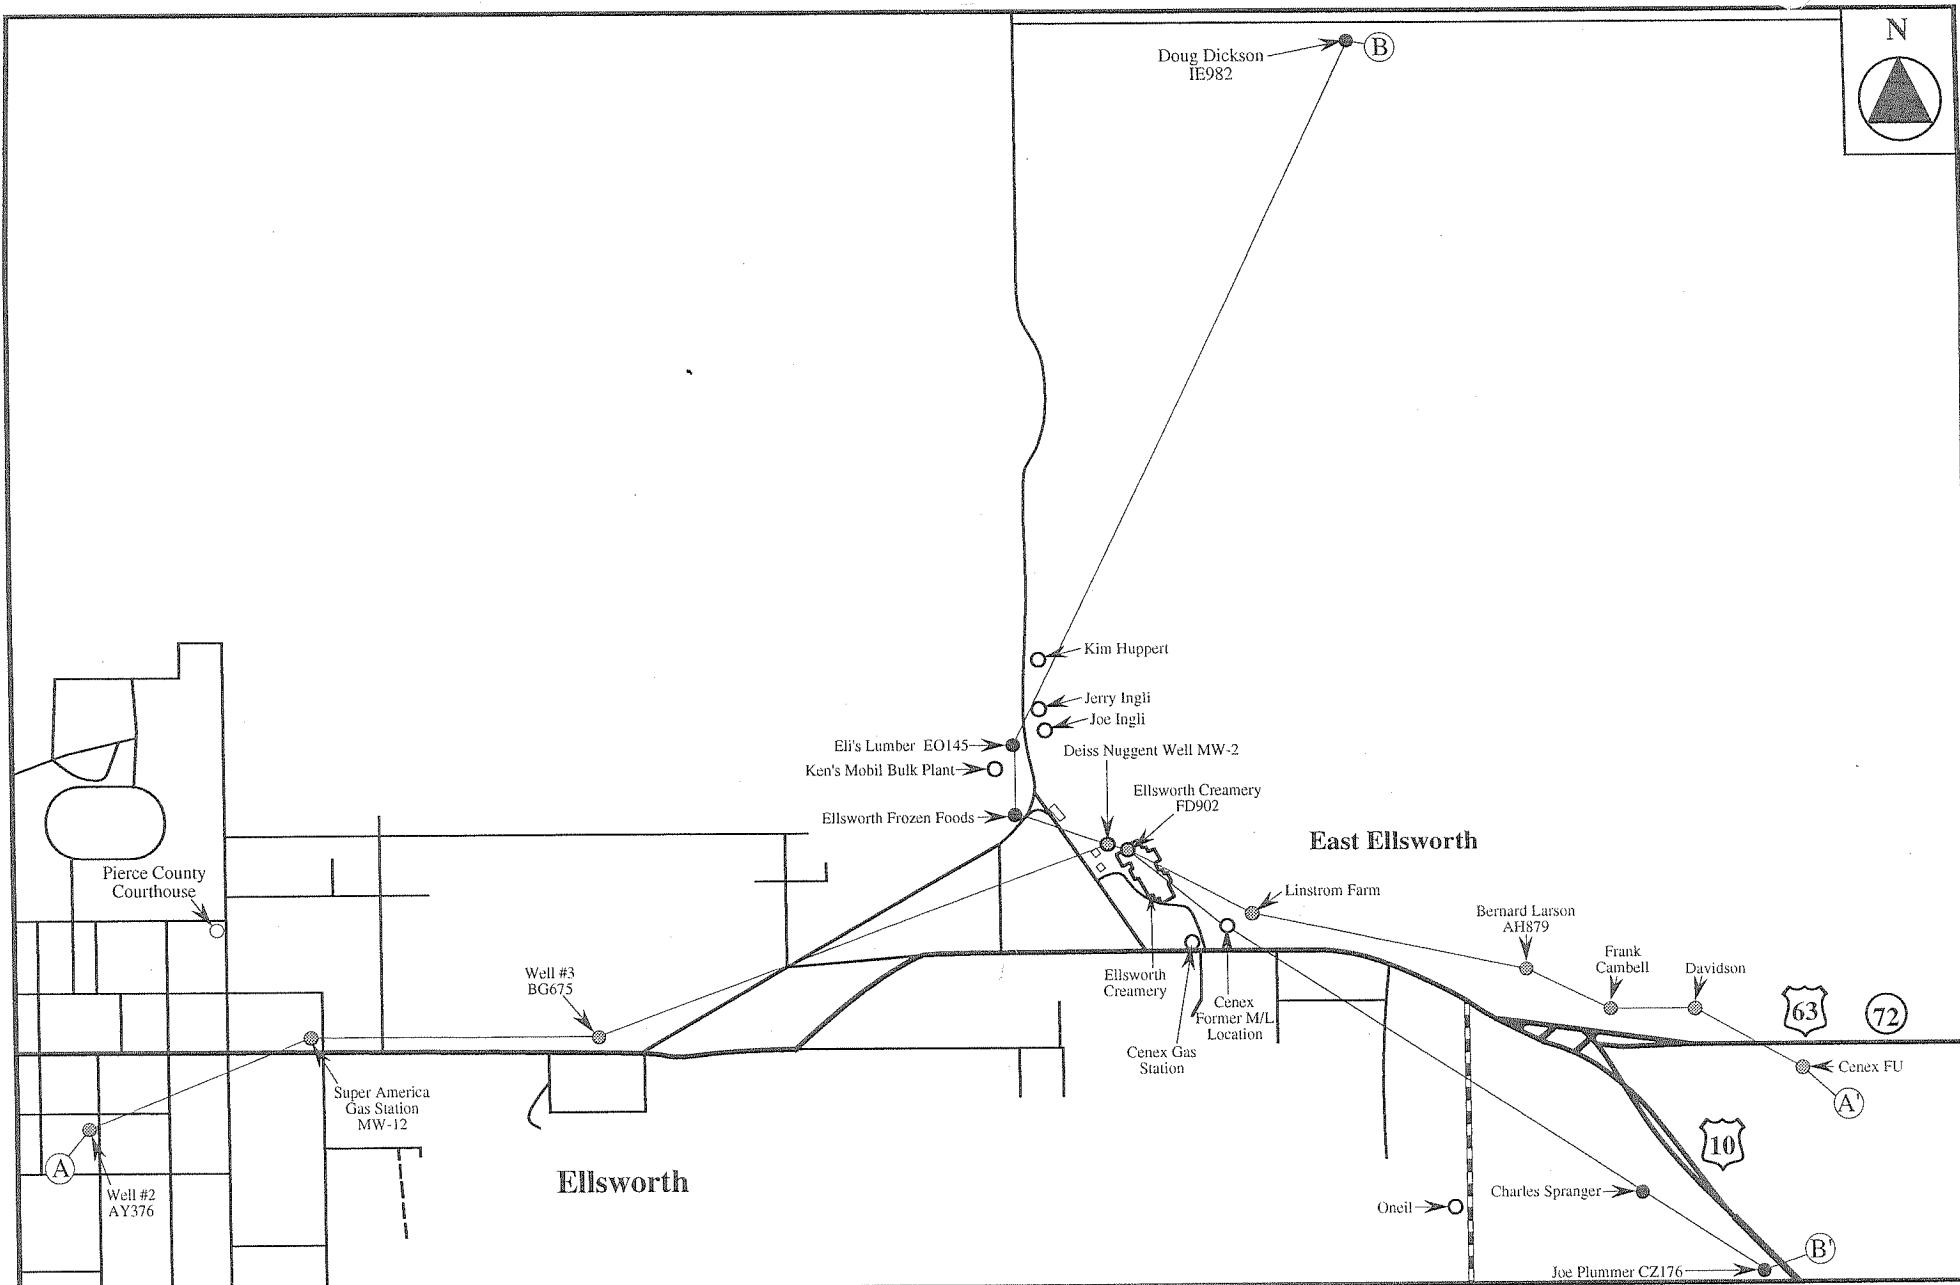 N
Doug Dickson
IE982
B
Kim Huppert
Jerry Ingli
Joe Ingli
Eli's Lumber EO145
Deiss Nuggent Well MW-2
Ken's Mobil Bulk Plant
Ellsworth Creamery
FD902
Ellsworth Frozen Foods
East Ellsworth
Pierce County
Courthouse
Linstrom Farm
Bernard Larson
AH879
Frank
Cambell
Davidson
Well #3
BG675
Ellsworth
Creamery
Cenex
Former M/L
Location
63
72
Cenex Gas
Station
Cenex FU
A'
Super America
Gas Station
MW-12
10
A
Ellsworth
Well #2
AY376
Charles Spranger
Oneil
B'
Joe Plummer CZ176